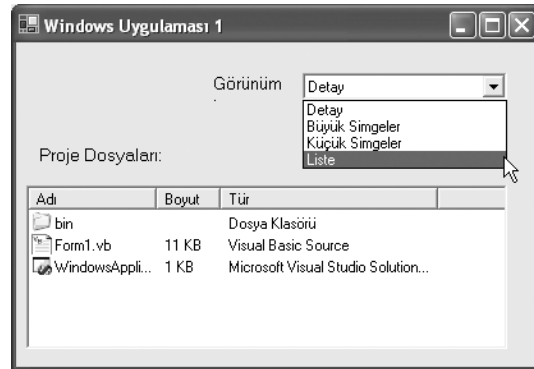 Windows Uygulaması 1
Görünüm
Detay
Detay
Büyük Simgeler
Küçük Simgeler
Liste
Proje Dosyaları:
Adı Boyut Tür
bin Dosya Klasörü
Form1.vb 11 KB Visual Basic Source
WindowsAppli... 1 KB Microsoft Visual Studio Solution...